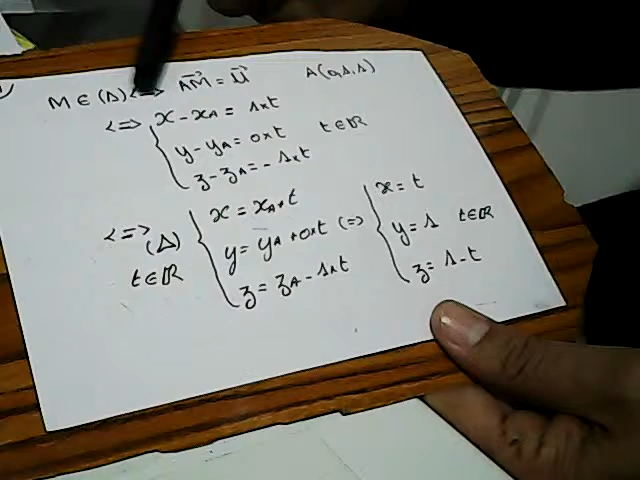 M ∈ (Δ) <=> AM⃗ = U⃗ A(0,1,1)
<=> { x - xA = 1×t
y - yA = 0×t t∈ℝ
z - zA = -1×t
<=> (Δ) t∈ℝ { x = xA + t
y = yA + 0×t
z = zA - 1×t
<=> { x = t
y = 1 t∈ℝ
z = 1 - t